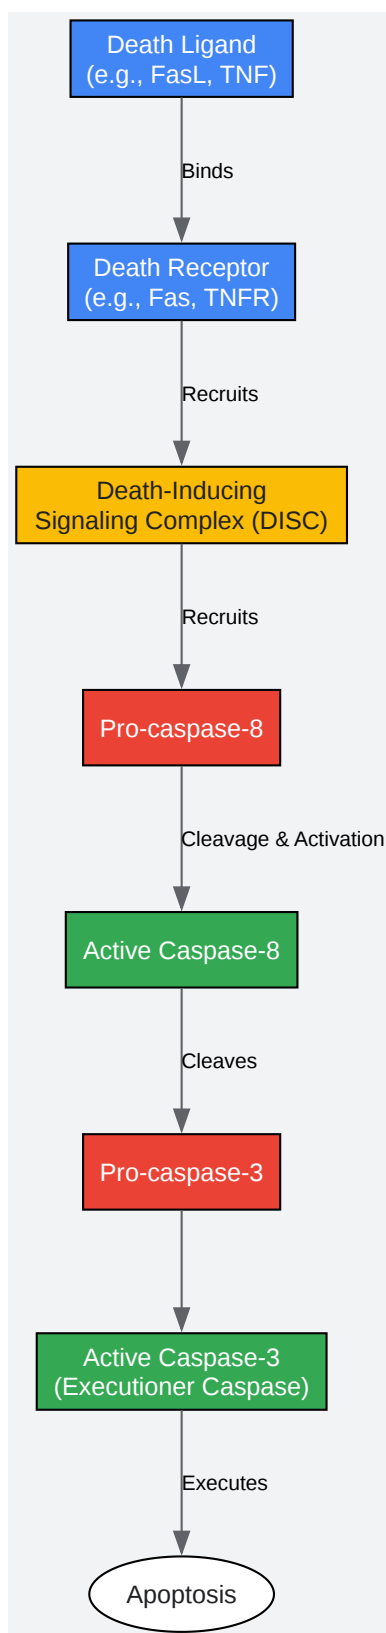 Death Ligand
(e.g., FasL, TNF)
Binds
Death Receptor
(e.g., Fas, TNFR)
Recruits
Death-Inducing
Signaling Complex (DISC)
Recruits
Pro-caspase-8
Cleavage & Activation
Active Caspase-8
Cleaves
Pro-caspase-3
Active Caspase-3
(Executioner Caspase)
Executes
Apoptosis